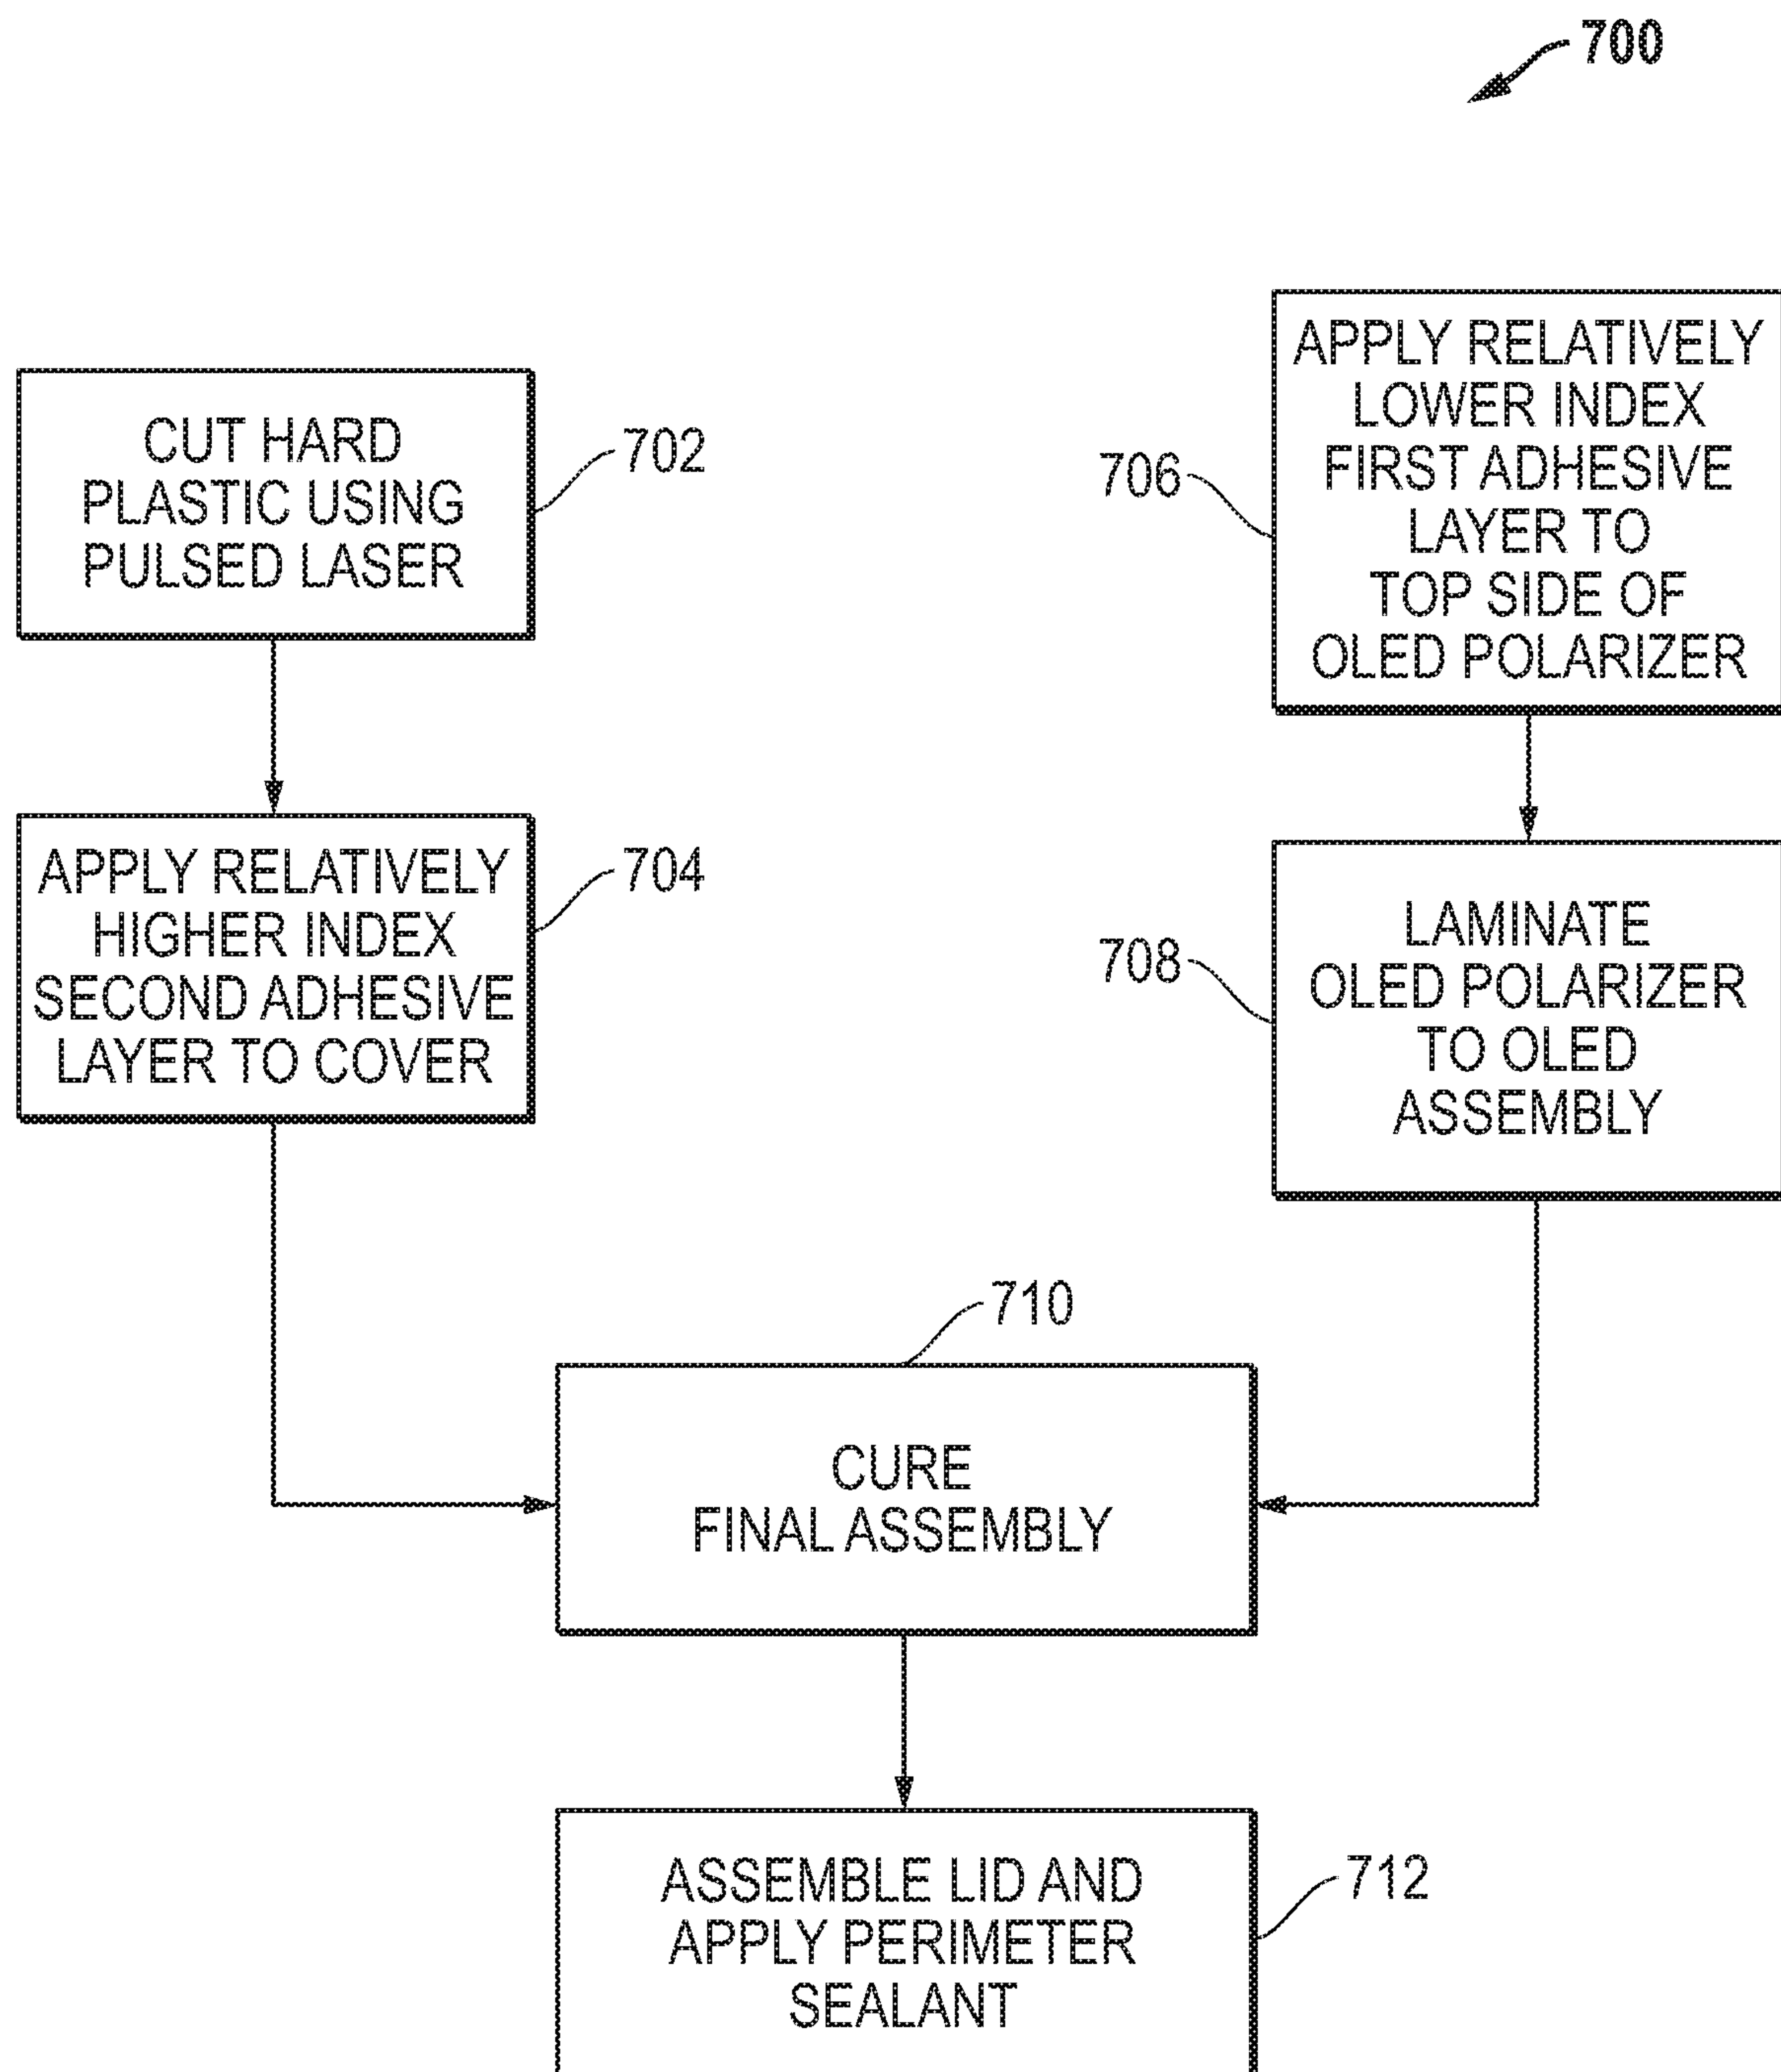 700
CUT HARD
PLASTIC USING
PULSED LASER
702
APPLY RELATIVELY
HIGHER INDEX
SECOND ADHESIVE
LAYER TO COVER
704
APPLY RELATIVELY
LOWER INDEX
FIRST ADHESIVE
LAYER TO
TOP SIDE OF
OLED POLARIZER
706
LAMINATE
OLED POLARIZER
TO OLED
ASSEMBLY
708
710
CURE
FINAL ASSEMBLY
ASSEMBLE LID AND
APPLY PERIMETER
SEALANT
712